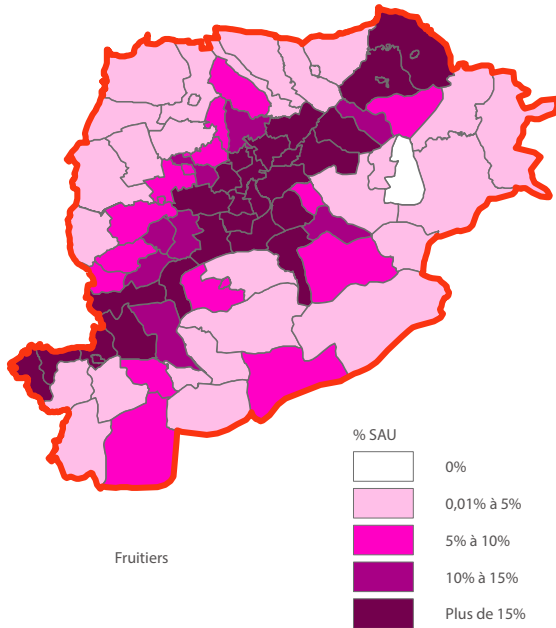 % SAU
0%
0,01% à 5%
5% à 10%
10% à 15%
Plus de 15%
Fruitiers